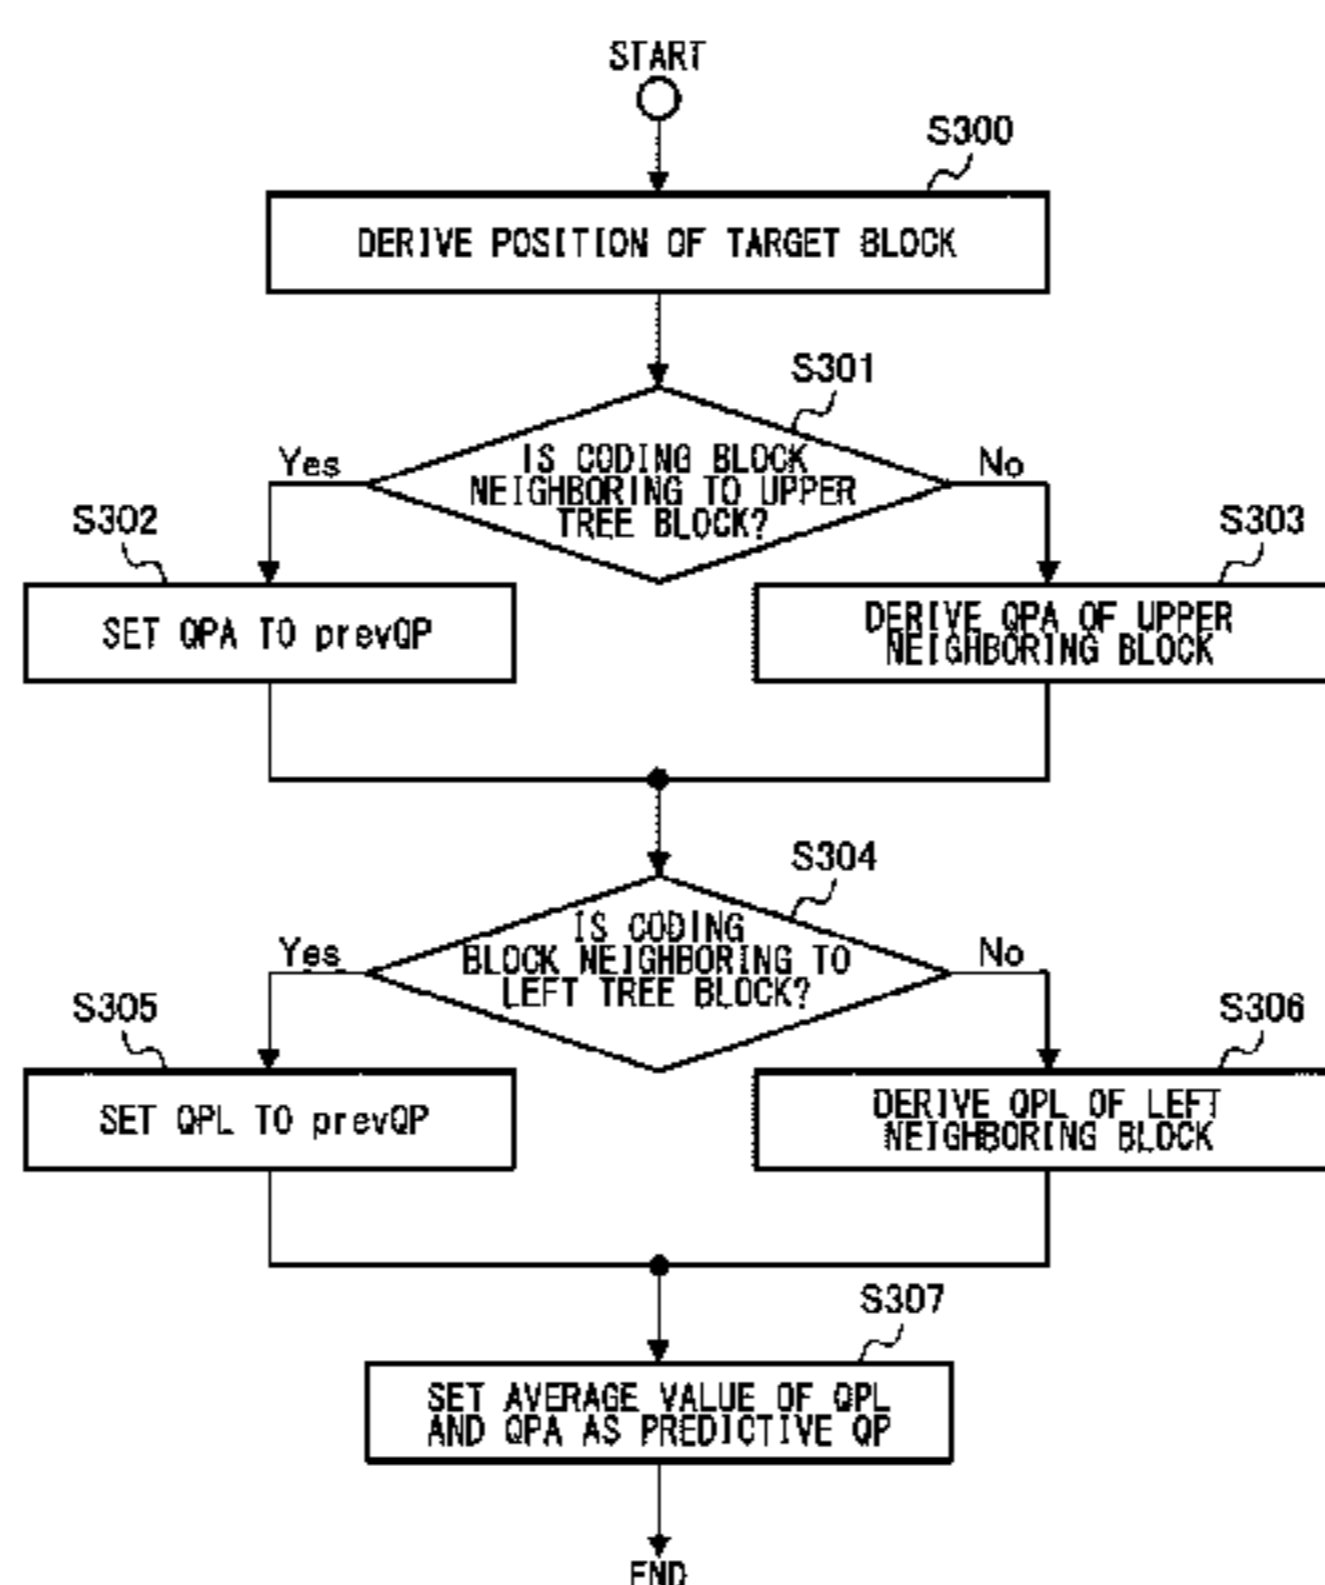 START
S300
DERIVE POSITION OF TARGET BLOCK
S301
Yes
IS CODING BLOCK
NEIGHBORING TO UPPER
TREE BLOCK?
No
S302
SET QPA TO prevQP
S303
DERIVE QPA OF UPPER
NEIGHBORING BLOCK
S304
Yes
IS CODING
BLOCK NEIGHBORING TO
LEFT TREE BLOCK?
No
S305
SET QPL TO prevQP
S306
DERIVE QPL OF LEFT
NEIGHBORING BLOCK
S307
SET AVERAGE VALUE OF QPL
AND QPA AS PREDICTIVE QP
END